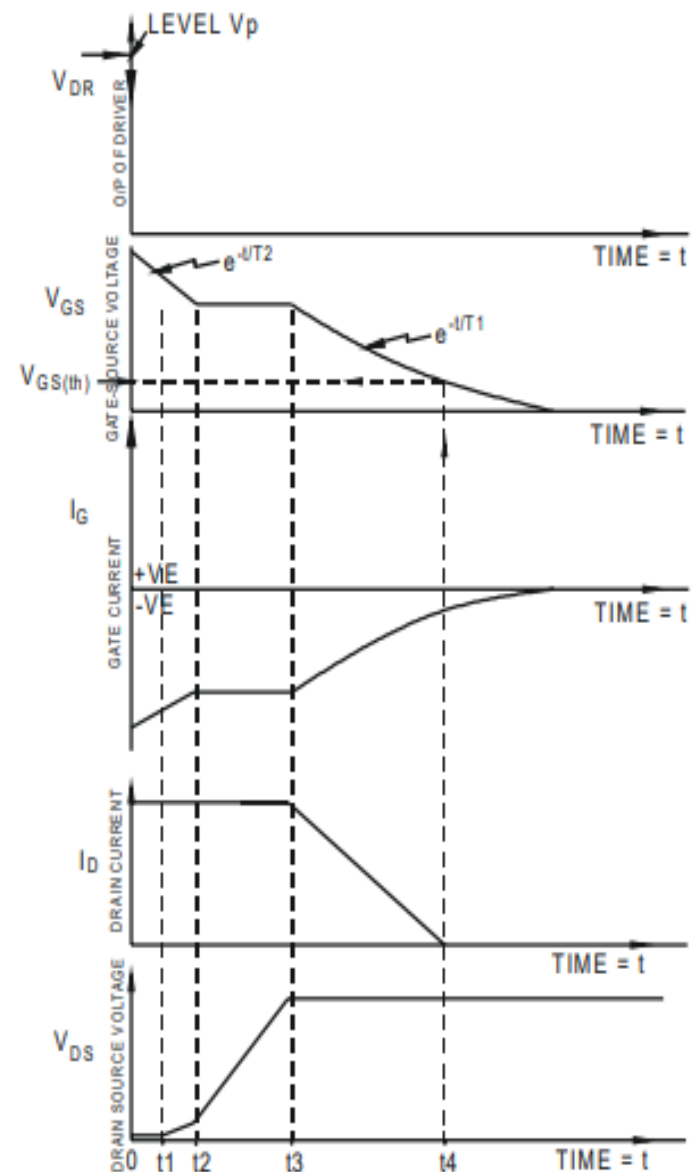 LEVEL Vp
VDR
O/P OF DRIVER
TIME = t
e-t/T2
VGS
GATE-SOURCE VOLTAGE
e-t/T1
VGS(th)
TIME = t
IG
GATE CURRENT
+VE
-VE
TIME = t
ID
DRAIN CURRENT
TIME = t
VDS
DRAIN SOURCE VOLTAGE
0 t1 t2 t3 t4 TIME = t